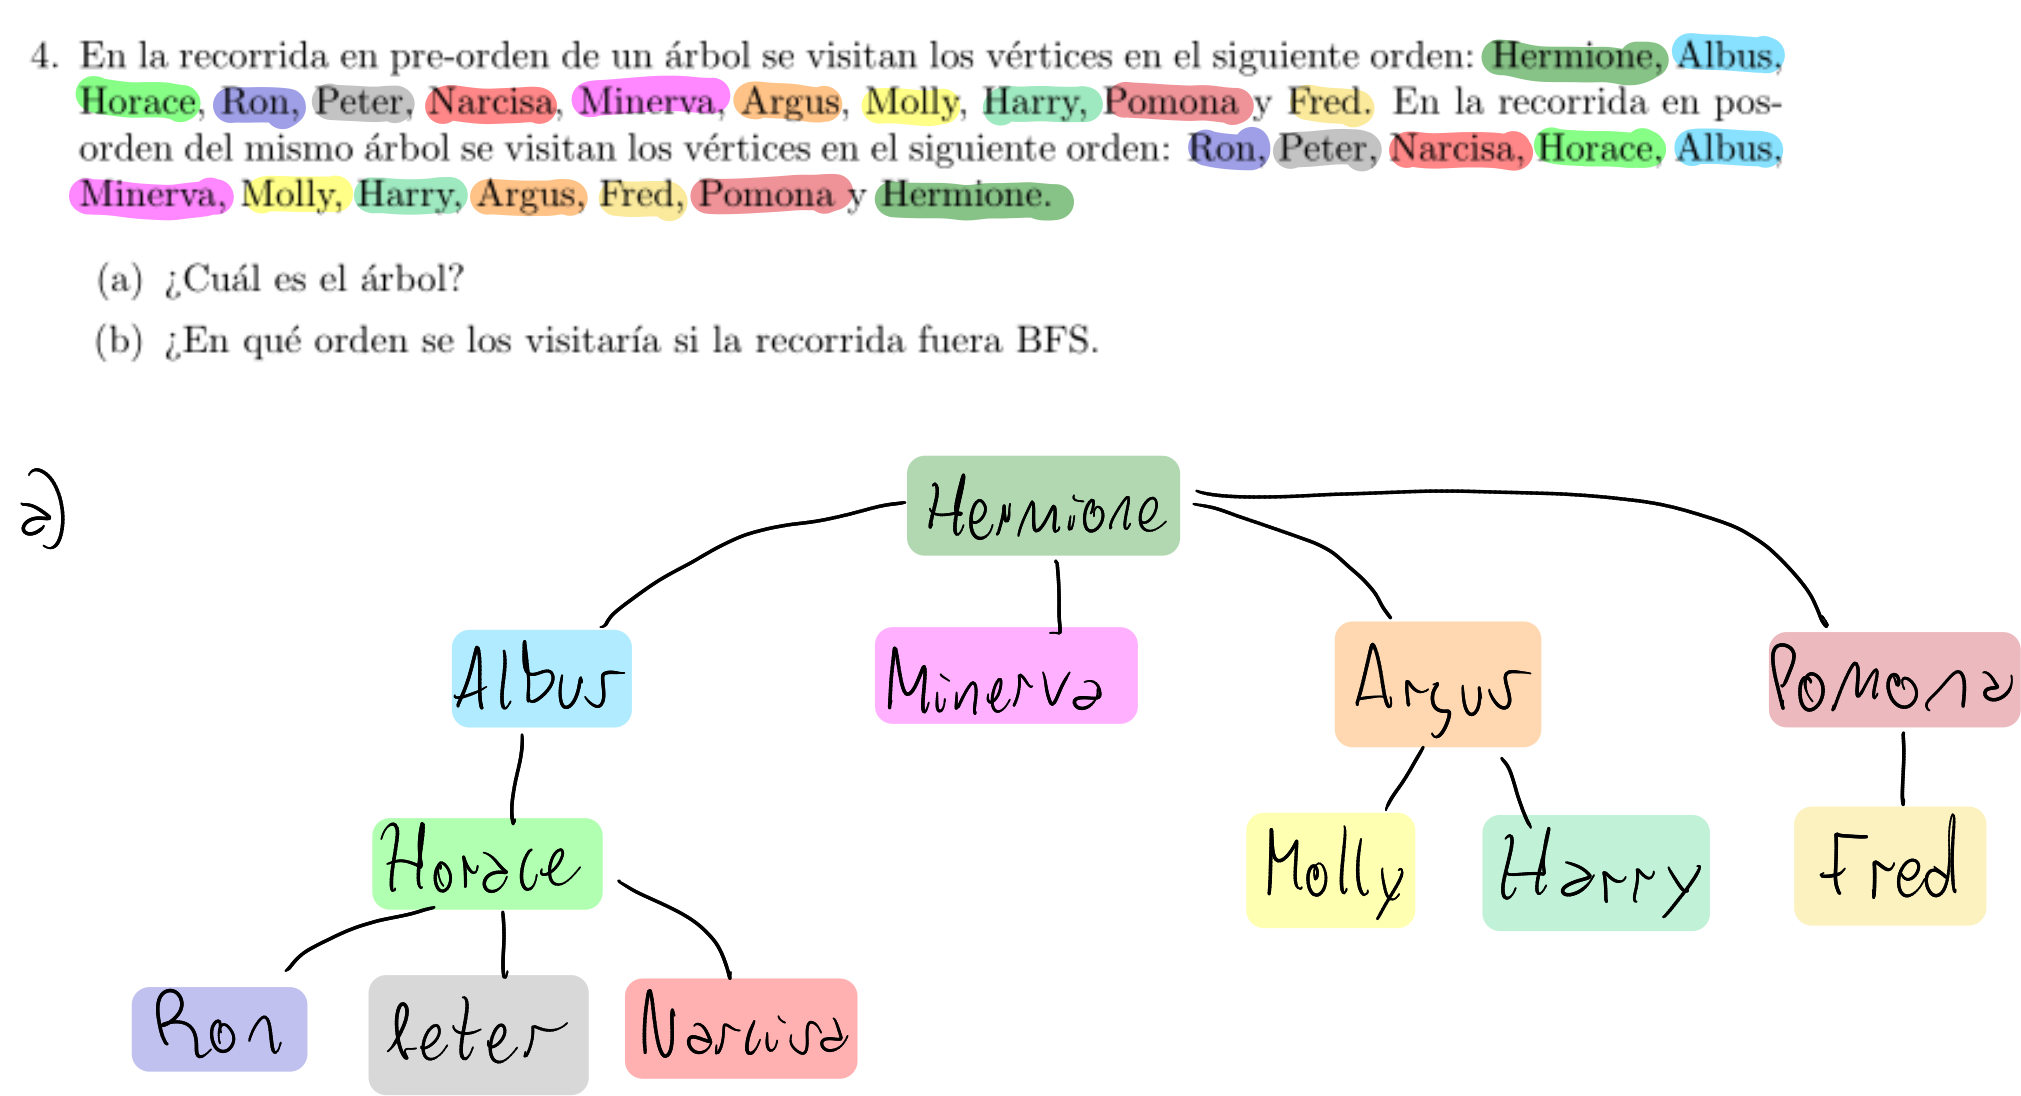 4. En la recorrida en pre-orden de un árbol se visitan los vértices en el siguiente orden: Hermione, Albus,
Horace, Ron, Peter, Narcisa, Minerva, Argus, Molly, Harry, Pomona y Fred. En la recorrida en pos-
orden del mismo árbol se visitan los vértices en el siguiente orden: Ron, Peter, Narcisa, Horace, Albus,
Minerva, Molly, Harry, Argus, Fred, Pomona y Hermione.
(a) ¿Cuál es el árbol?
(b) ¿En qué orden se los visitaría si la recorrida fuera BFS.
a)
Hermione
Albus Minerva Argus Pomona
Horace Molly Harry Fred
Ron Peter Narcisa